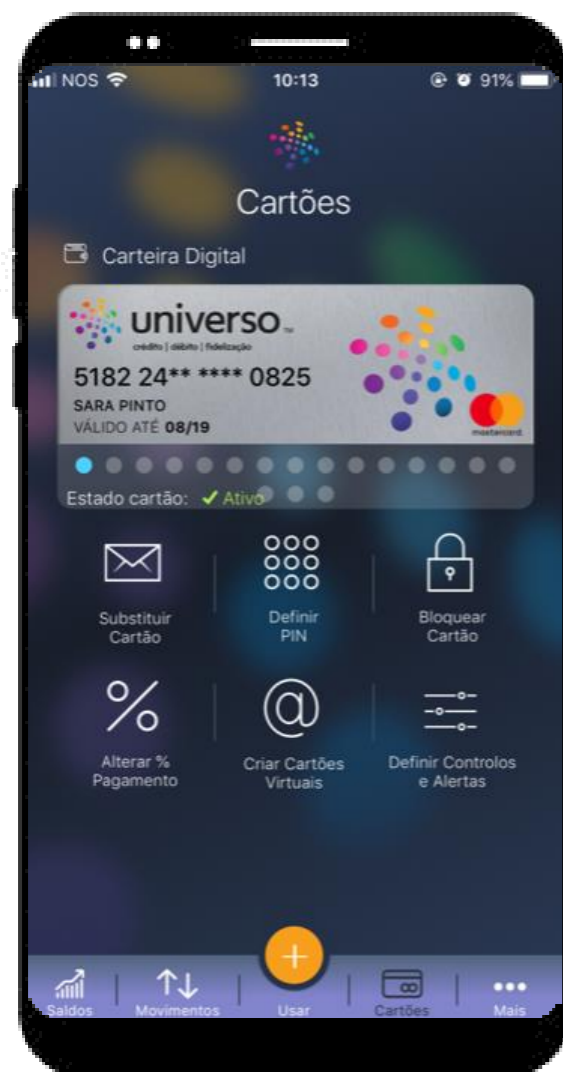 NOS 10:13 91%
Cartões
Carteira Digital
universo
crédito | débito | fidelização
5182 24** **** 0825
SARA PINTO
VÁLIDO ATÉ 08/19
mastercard
Estado cartão: ✓ Ativo
Substituir
Cartão
Definir
PIN
Bloquear
Cartão
Alterar %
Pagamento
Criar Cartões
Virtuais
Definir Controlos
e Alertas
Saldos Movimentos Usar Cartões Mais